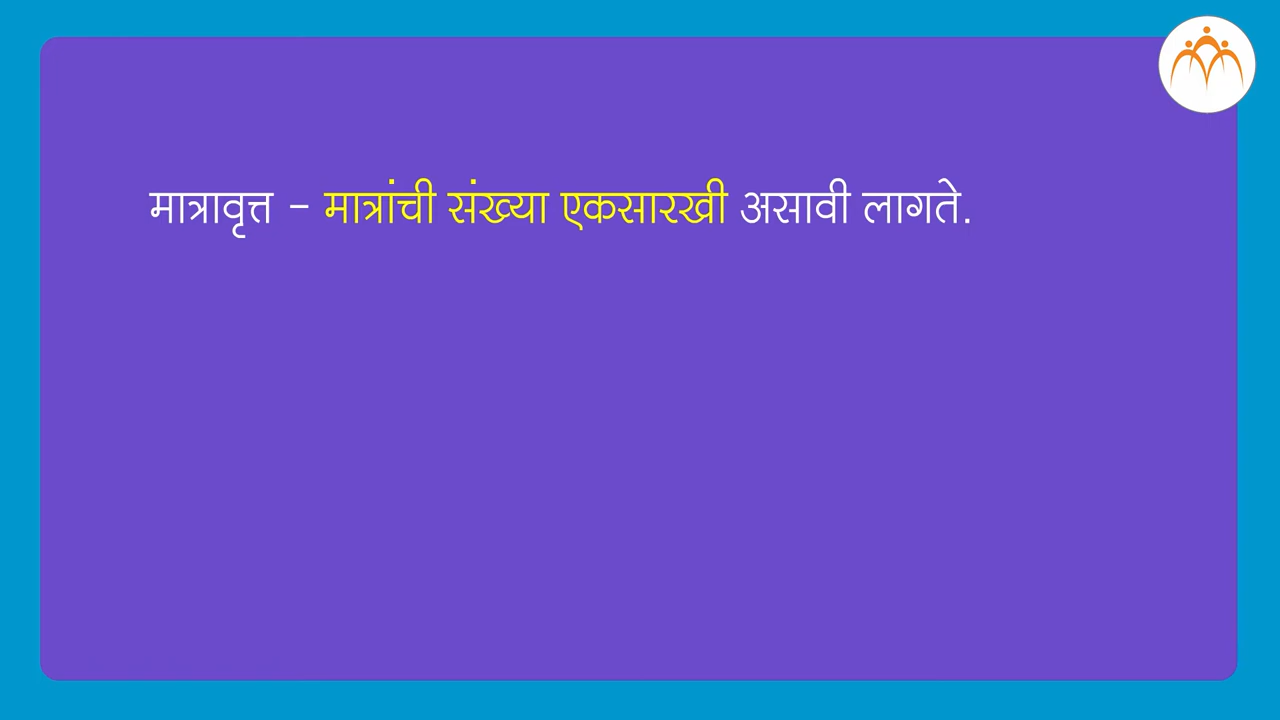 मात्रावृत्त - मात्रांची संख्या एकसारखी असावी लागते.